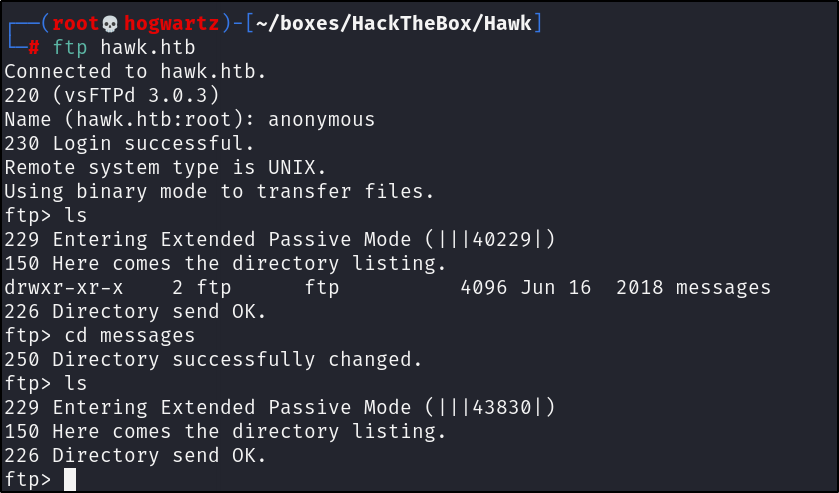 ┌──(root💀hogwartz)-[~/boxes/HackTheBox/Hawk]
└─# ftp hawk.htb
Connected to hawk.htb.
220 (vsFTPd 3.0.3)
Name (hawk.htb:root): anonymous
230 Login successful.
Remote system type is UNIX.
Using binary mode to transfer files.
ftp> ls
229 Entering Extended Passive Mode (|||40229|)
150 Here comes the directory listing.
drwxr-xr-x    2 ftp      ftp          4096 Jun 16  2018 messages
226 Directory send OK.
ftp> cd messages
250 Directory successfully changed.
ftp> ls
229 Entering Extended Passive Mode (|||43830|)
150 Here comes the directory listing.
226 Directory send OK.
ftp>